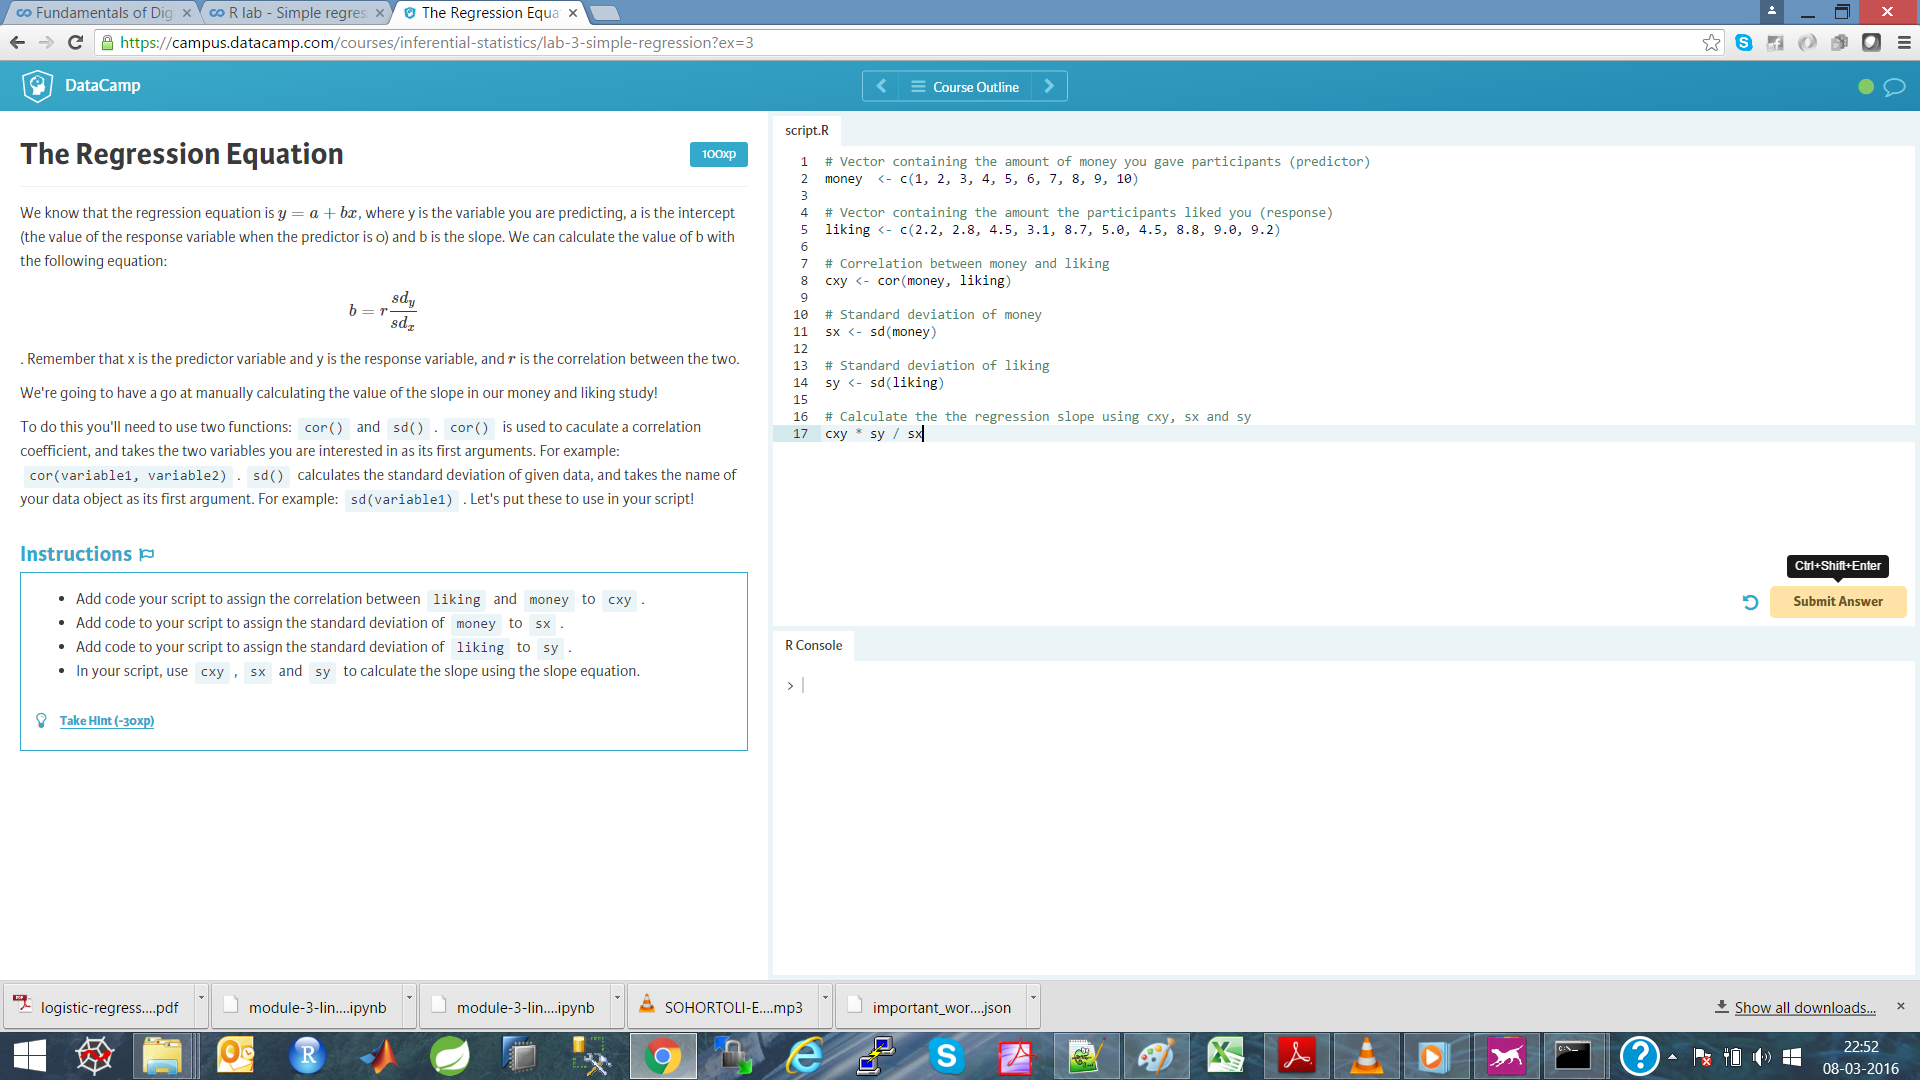 Fundamentals of Dig
R lab - Simple regres
The Regression Equa
https://campus.datacamp.com/courses/inferential-statistics/lab-3-simple-regression?ex=3
DataCamp
Course Outline
The Regression Equation
100xp
We know that the regression equation is y = a + bx, where y is the variable you are predicting, a is the intercept
(the value of the response variable when the predictor is 0) and b is the slope. We can calculate the value of b with
the following equation:
b = r sdy
sdx
. Remember that x is the predictor variable and y is the response variable, and r is the correlation between the two.
We're going to have a go at manually calculating the value of the slope in our money and liking study!
To do this you'll need to use two functions: cor() and sd() . cor() is used to caculate a correlation
coefficient, and takes the two variables you are interested in as its first arguments. For example:
cor(variable1, variable2) . sd() calculates the standard deviation of given data, and takes the name of
your data object as its first argument. For example: sd(variable1) . Let's put these to use in your script!
Instructions
• Add code your script to assign the correlation between liking and money to cxy .
• Add code to your script to assign the standard deviation of money to sx .
• Add code to your script to assign the standard deviation of liking to sy .
• In your script, use cxy , sx and sy to calculate the slope using the slope equation.
Take Hint (-30xp)
script.R
1 # Vector containing the amount of money you gave participants (predictor)
2 money  <- c(1, 2, 3, 4, 5, 6, 7, 8, 9, 10)
3
4 # Vector containing the amount the participants liked you (response)
5 liking <- c(2.2, 2.8, 4.5, 3.1, 8.7, 5.0, 4.5, 8.8, 9.0, 9.2)
6
7 # Correlation between money and liking
8 cxy <- cor(money, liking)
9
10 # Standard deviation of money
11 sx <- sd(money)
12
13 # Standard deviation of liking
14 sy <- sd(liking)
15
16 # Calculate the the regression slope using cxy, sx and sy
17 cxy * sy / sx
Ctrl+Shift+Enter
Submit Answer
R Console
>
logistic-regress....pdf
module-3-lin....ipynb
module-3-lin....ipynb
SOHORTOLI-E....mp3
important_wor....json
Show all downloads...
22:52
08-03-2016